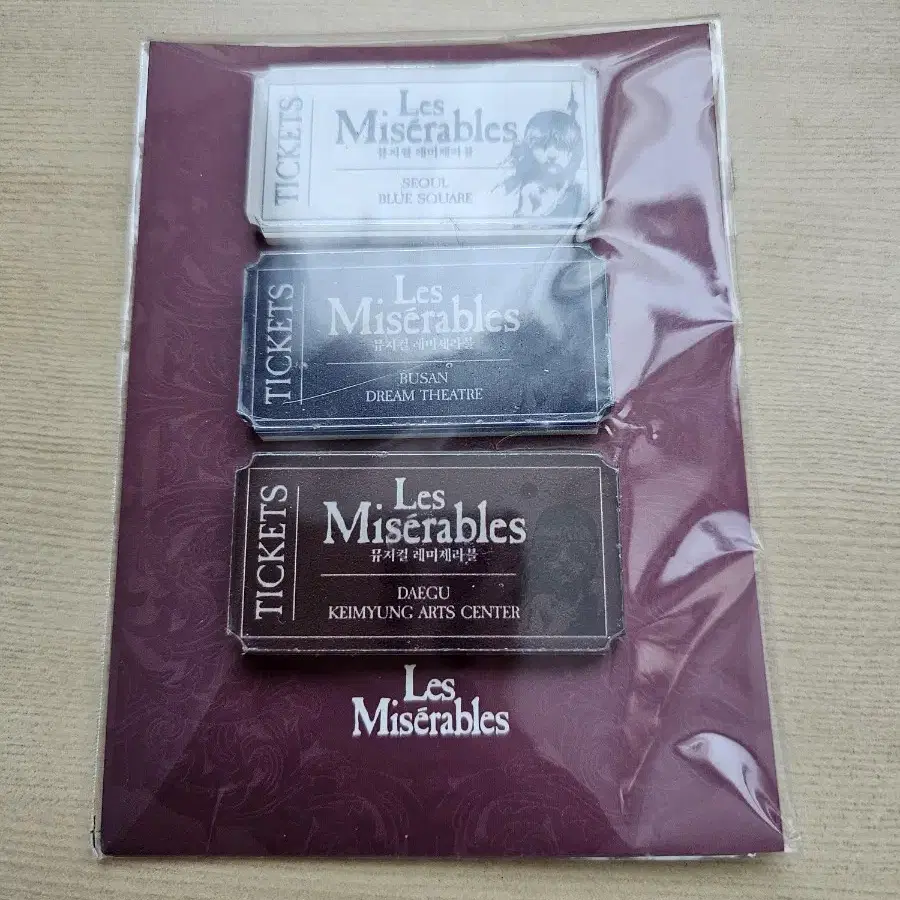 TICKETS
Les
Misérables
뮤지컬 레미제라블
SEOUL
BLUE SQUARE
TICKETS
Les
Misérables
뮤지컬 레미제라블
BUSAN
DREAM THEATRE
TICKETS
Les
Misérables
뮤지컬 레미제라블
DAEGU
KEIMYUNG ARTS CENTER
Les
Misérables